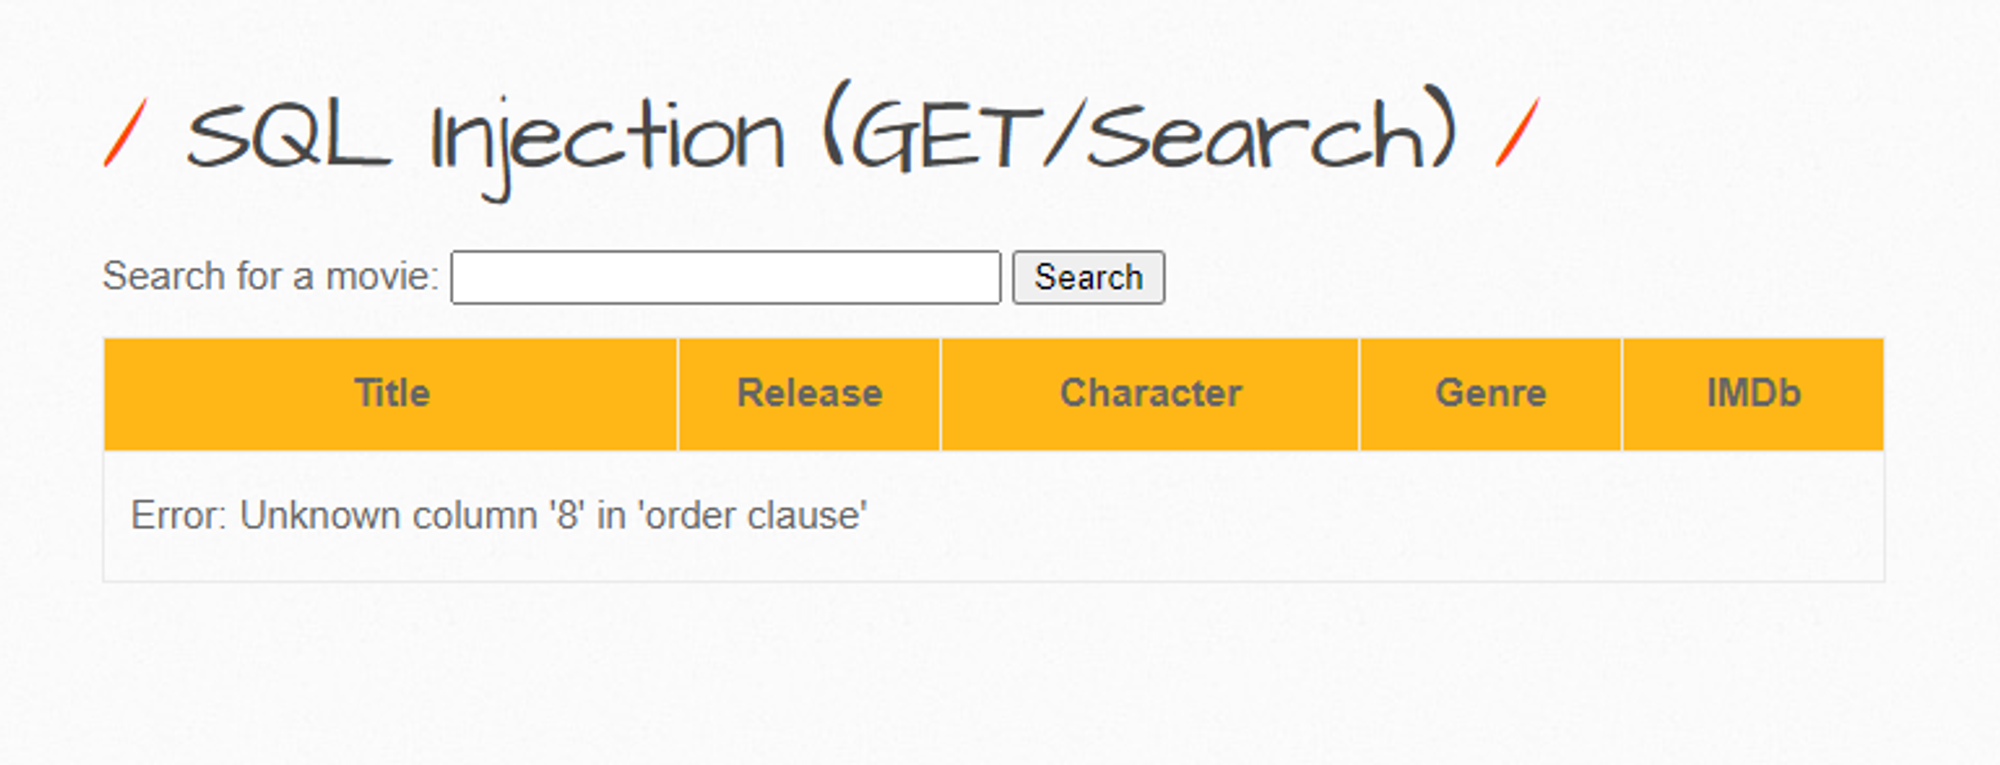 / SQL Injection (GET/Search) /
Search for a movie: Search
Title Release Character Genre IMDb
Error: Unknown column '8' in 'order clause'